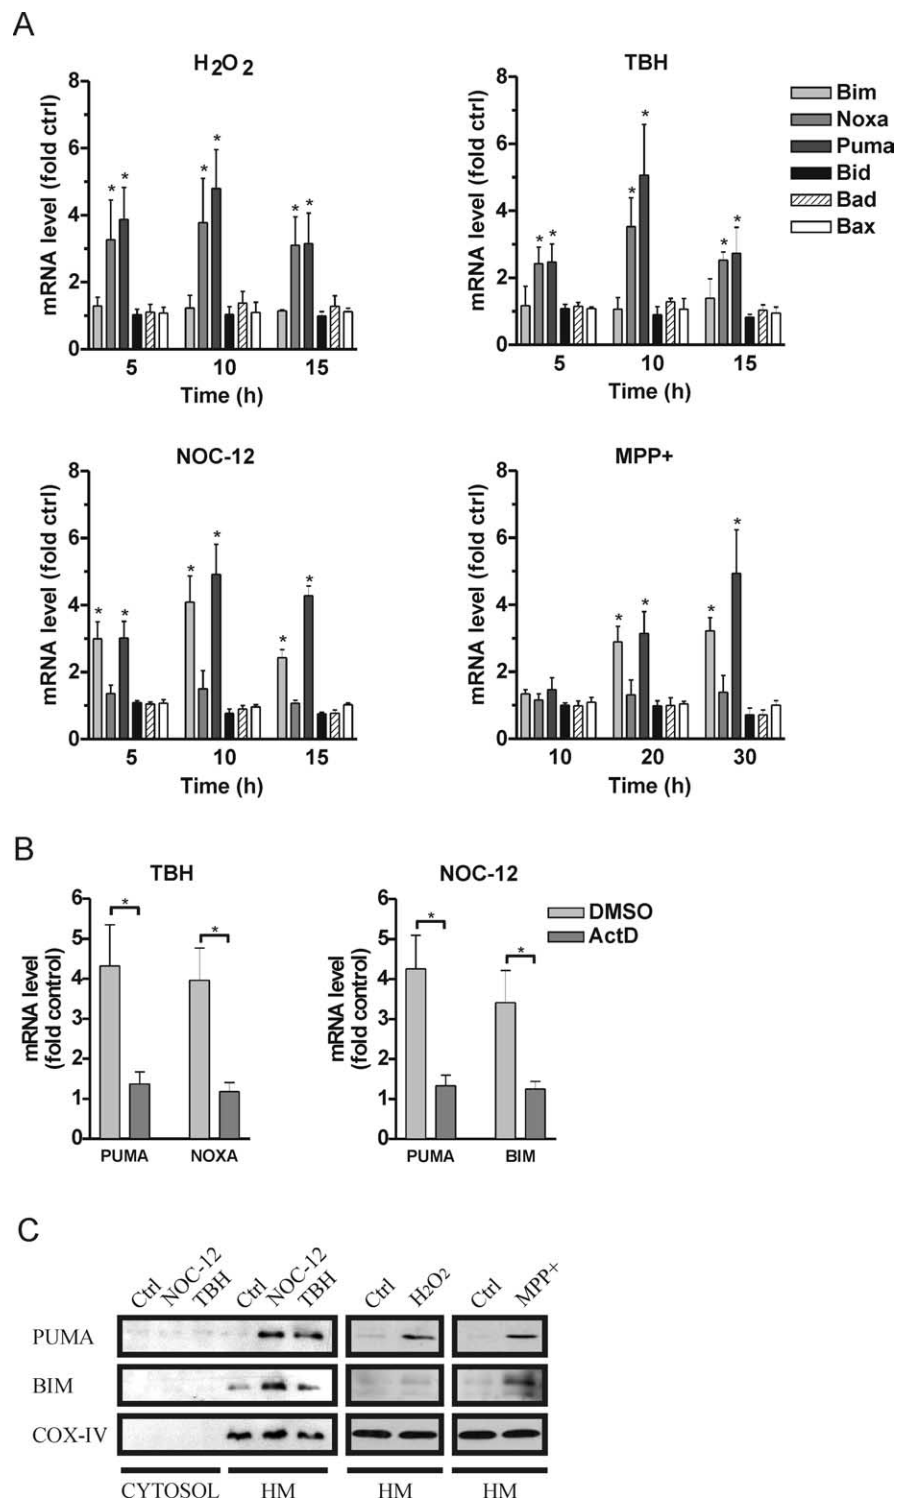 A
H2O2
mRNA level (fold ctrl)
8
6
4
2
0
* * * * * *
5 10 15
Time (h)
TBH
mRNA level (fold ctrl)
8
6
4
2
0
* * * * * *
5 10 15
Time (h)
Bim
Noxa
Puma
Bid
Bad
Bax
NOC-12
mRNA level (fold ctrl)
8
6
4
2
0
* * * * * *
5 10 15
Time (h)
MPP+
mRNA level (fold ctrl)
8
6
4
2
0
* * * *
10 20 30
Time (h)
B
TBH
mRNA level
(fold control)
6
5
4
3
2
1
0
* *
PUMA NOXA
NOC-12
mRNA level
(fold control)
6
5
4
3
2
1
0
* *
PUMA BIM
DMSO
ActD
C
Ctrl NOC-12 TBH Ctrl NOC-12 TBH Ctrl H2O2 Ctrl MPP+
PUMA
BIM
COX-IV
CYTOSOL HM HM HM